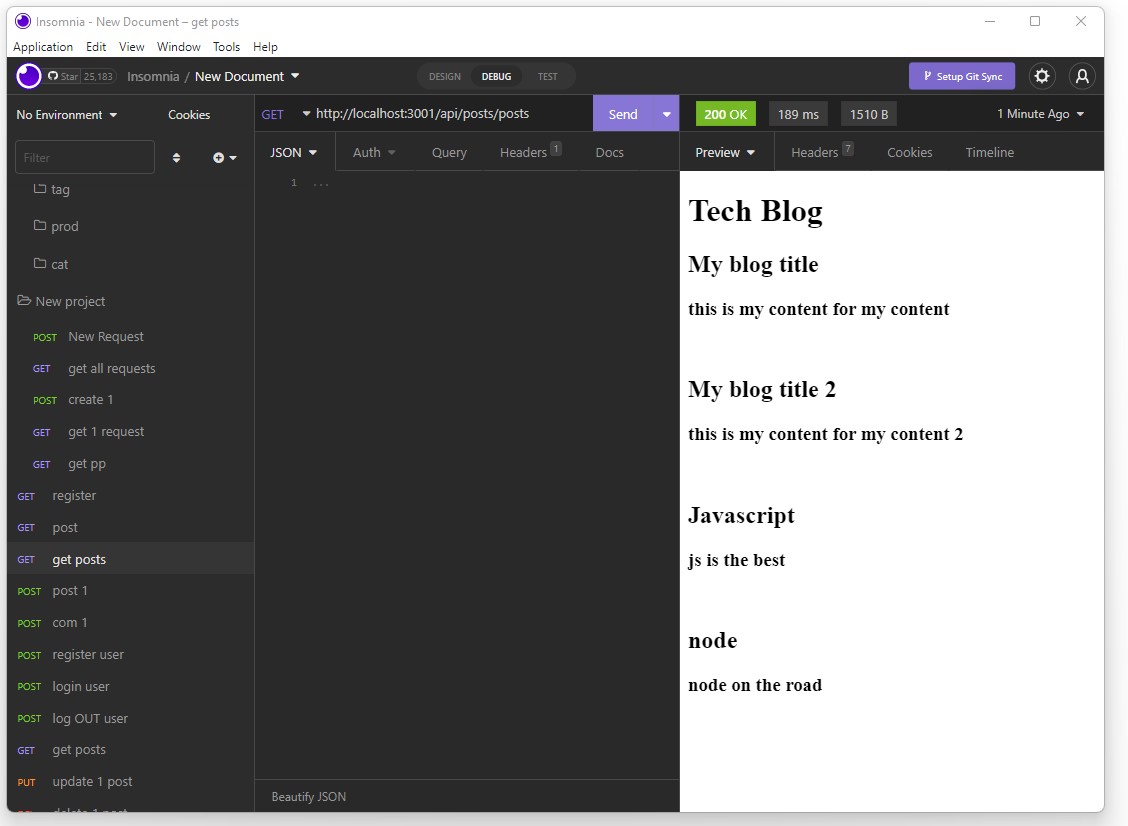 Insomnia - New Document – get posts
Application Edit View Window Tools Help
Star 25,183 Insomnia / New Document DESIGN DEBUG TEST Setup Git Sync
No Environment Cookies
Filter
tag
prod
cat
New project
POST New Request
GET get all requests
POST create 1
GET get 1 request
GET get pp
GET register
GET post
GET get posts
POST post 1
POST com 1
POST register user
POST login user
POST log OUT user
GET get posts
PUT update 1 post
delete 1 post
GET http://localhost:3001/api/posts/posts Send
JSON Auth Query Headers 1 Docs
1 ...
Beautify JSON
200 OK 189 ms 1510 B 1 Minute Ago
Preview Headers 7 Cookies Timeline
Tech Blog
My blog title
this is my content for my content
My blog title 2
this is my content for my content 2
Javascript
js is the best
node
node on the road